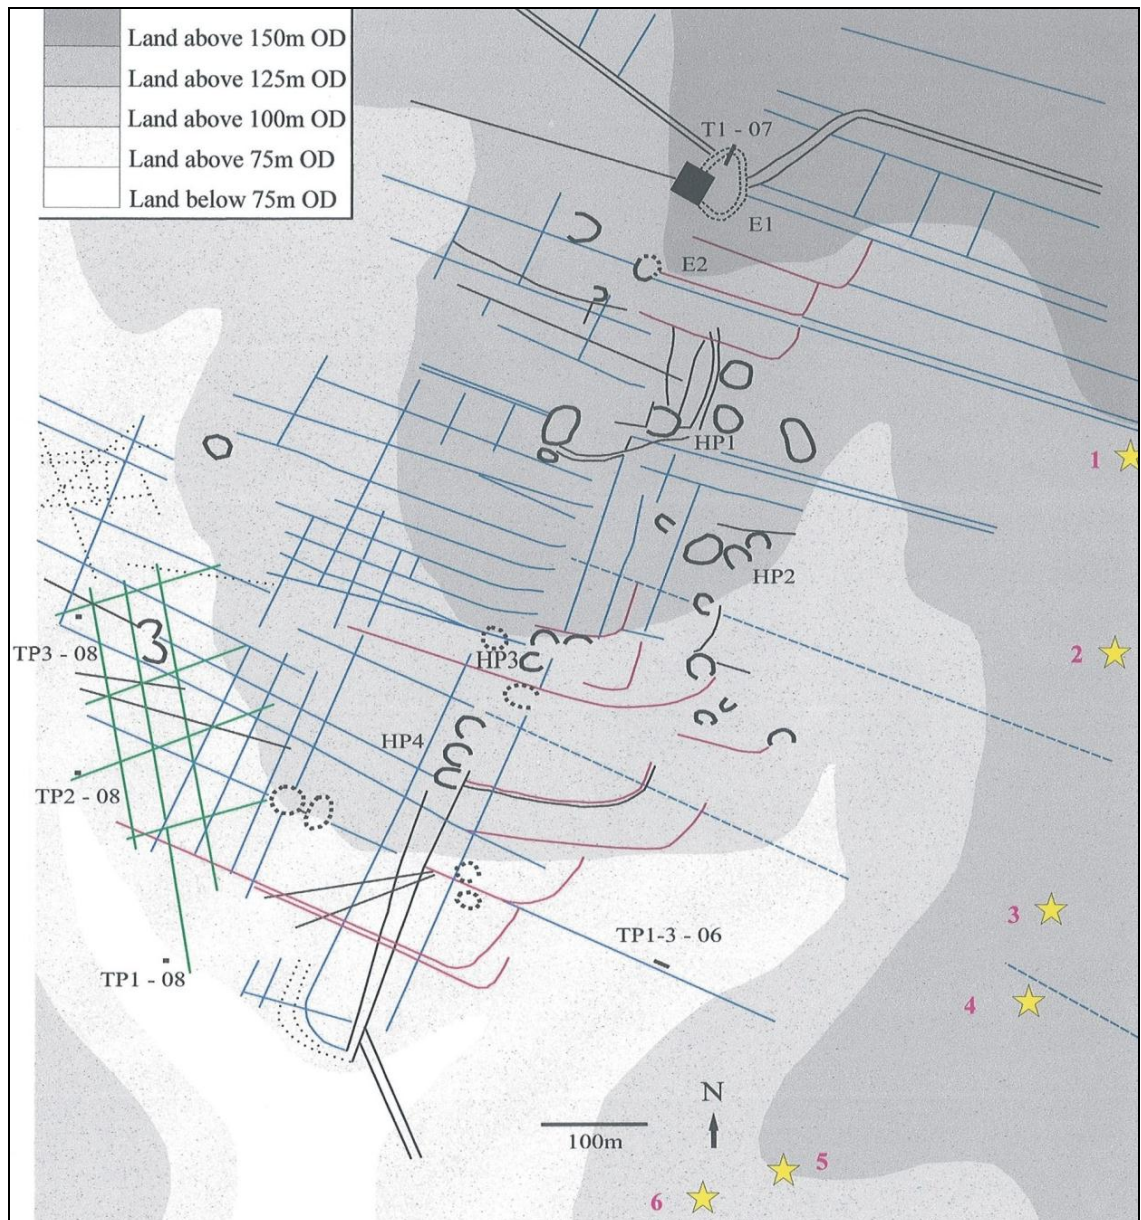 Land above 150m OD
Land above 125m OD
Land above 100m OD
Land above 75m OD
Land below 75m OD
T1 - 07
E1
E2
HP1
1
HP2
TP3 - 08
HP3
2
HP4
TP2 - 08
3
TP1-3 - 06
TP1 - 08
4
N
100m
5
6